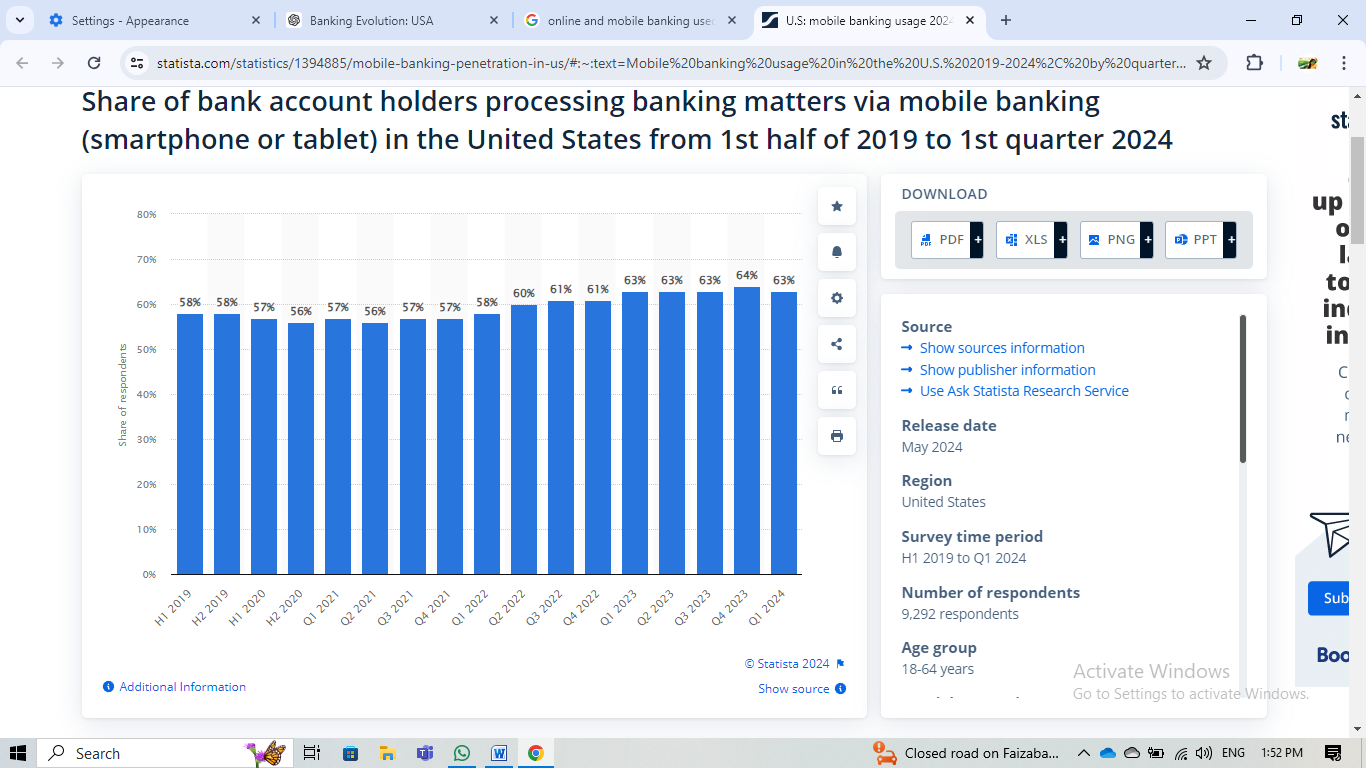 Settings - Appearance
Banking Evolution: USA
online and mobile banking used
U.S: mobile banking usage 2024
statista.com/statistics/1394885/mobile-banking-penetration-in-us/#:~:text=Mobile%20banking%20usage%20in%20the%20U.S.%202019-2024%2C%20by%20quarter...
Share of bank account holders processing banking matters via mobile banking
(smartphone or tablet) in the United States from 1st half of 2019 to 1st quarter 2024
80%
70%
60%
50%
40%
30%
20%
10%
0%
Share of respondents
58% 58% 57% 56% 57% 56% 57% 57% 58% 60% 61% 61% 63% 63% 63% 64% 63%
H1 2019 H2 2019 H1 2020 H2 2020 Q1 2021 Q2 2021 Q3 2021 Q4 2021 Q1 2022 Q2 2022 Q3 2022 Q4 2022 Q1 2023 Q2 2023 Q3 2023 Q4 2023 Q1 2024
© Statista 2024
Additional Information
Show source
DOWNLOAD
PDF + XLS + PNG + PPT +
Source
Show sources information
Show publisher information
Use Ask Statista Research Service
Release date
May 2024
Region
United States
Survey time period
H1 2019 to Q1 2024
Number of respondents
9,292 respondents
Age group
18-64 years
up
to
in
Sub
Boo
Activate Windows
Go to Settings to activate Windows.
Search
Closed road on Faizaba...
ENG
1:52 PM